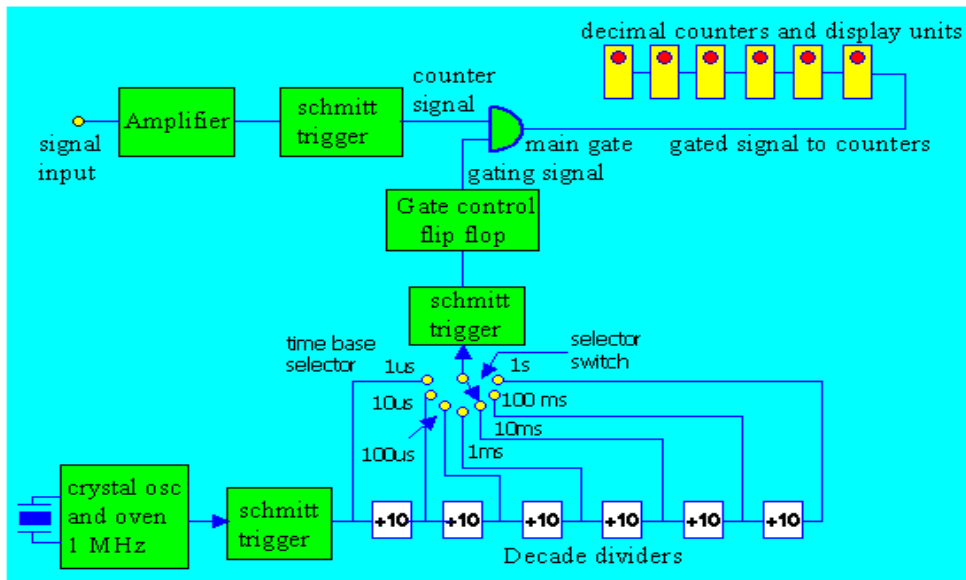 decimal counters and display units
counter
signal
Amplifier
schmitt
trigger
signal
input
main gate
gated signal to counters
gating signal
Gate control
flip flop
schmitt
trigger
time base
selector
selector
switch
1us
1s
10us
100 ms
100us
10ms
1ms
crystal osc
and oven
1 MHz
schmitt
trigger
+10
+10
+10
+10
+10
+10
Decade dividers